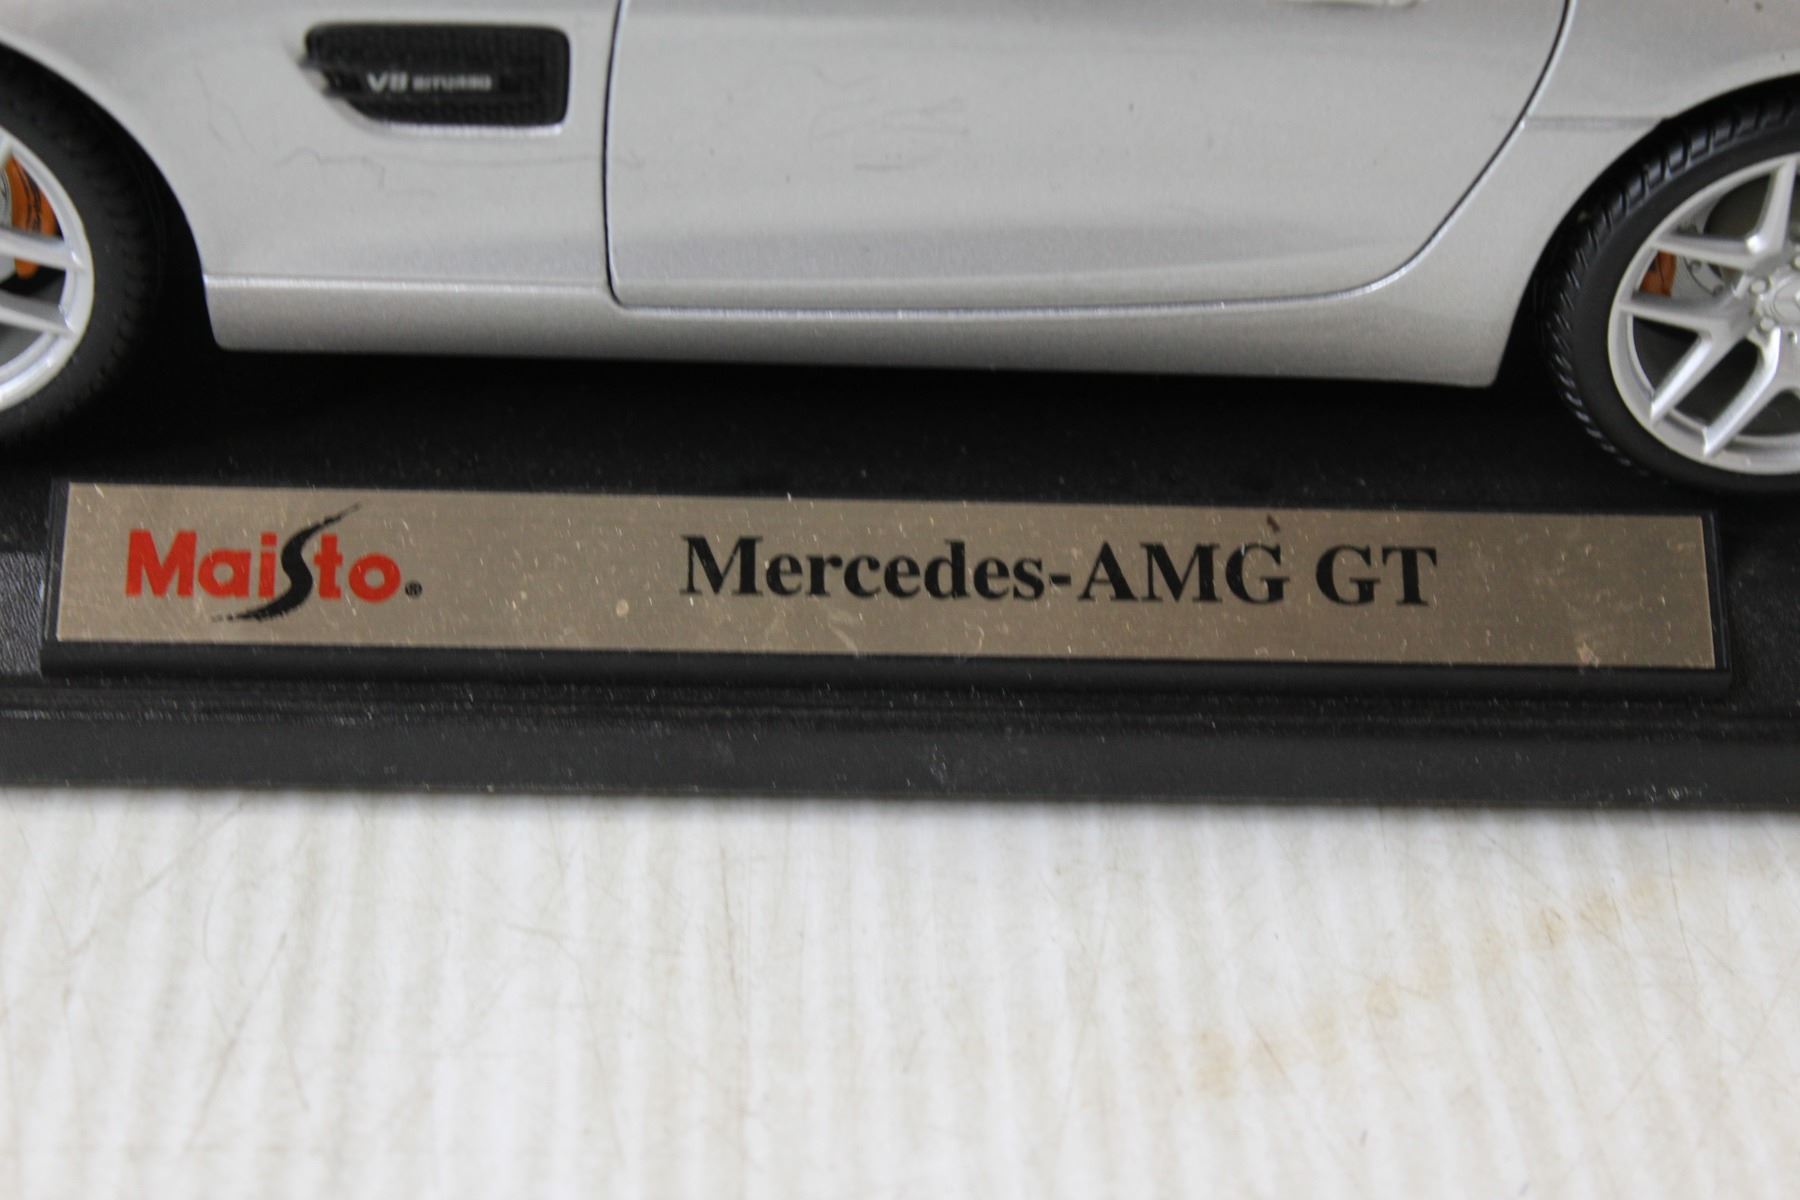 V8 BITURBO
Maisto®
Mercedes-AMG GT